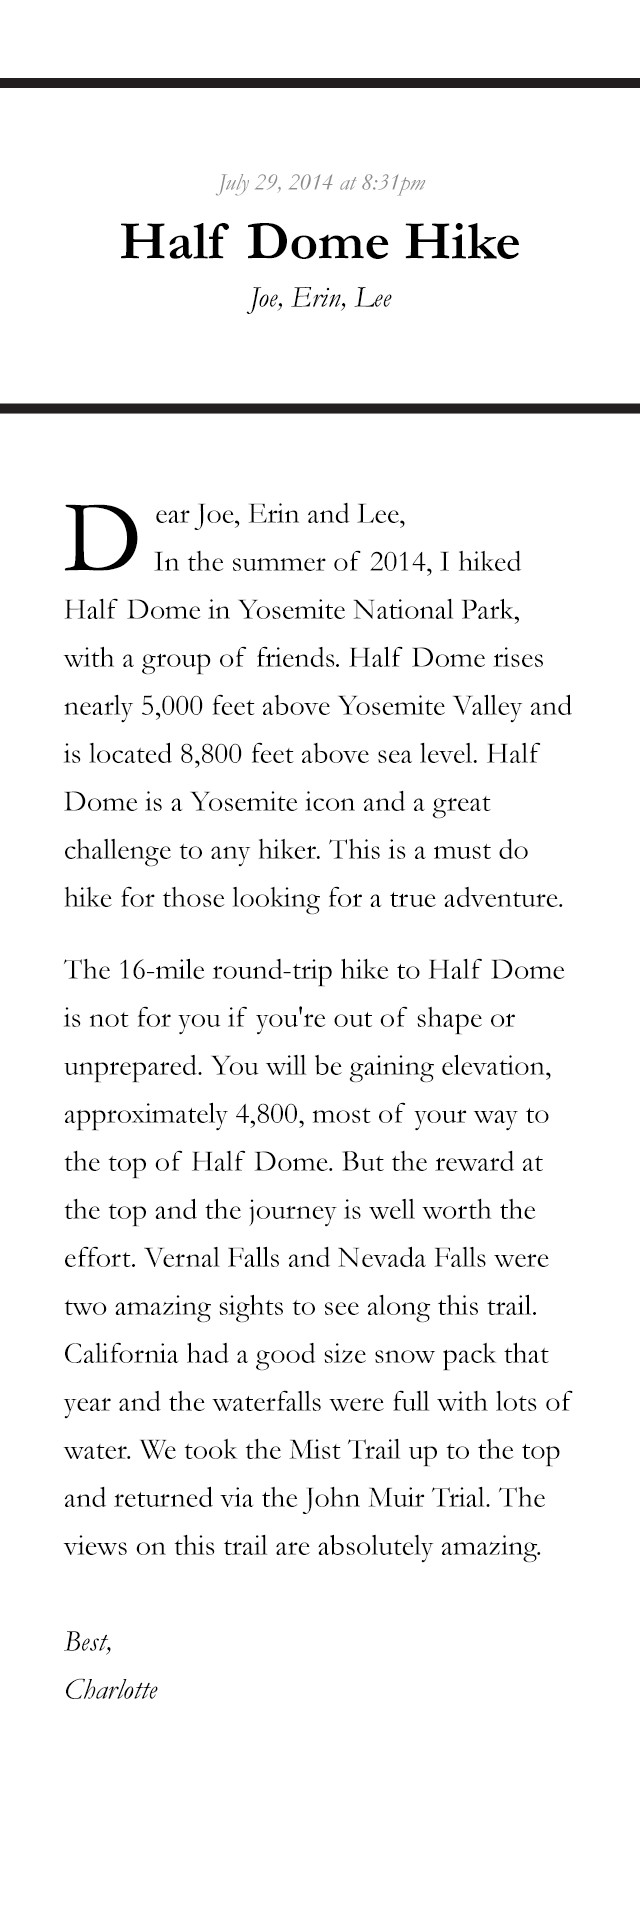 July 29, 2014 at 8:31pm
Half Dome Hike
Joe, Erin, Lee
Dear Joe, Erin and Lee,
In the summer of 2014, I hiked
Half Dome in Yosemite National Park,
with a group of friends. Half Dome rises
nearly 5,000 feet above Yosemite Valley and
is located 8,800 feet above sea level. Half
Dome is a Yosemite icon and a great
challenge to any hiker. This is a must do
hike for those looking for a true adventure.
The 16-mile round-trip hike to Half Dome
is not for you if you're out of shape or
unprepared. You will be gaining elevation,
approximately 4,800, most of your way to
the top of Half Dome. But the reward at
the top and the journey is well worth the
effort. Vernal Falls and Nevada Falls were
two amazing sights to see along this trail.
California had a good size snow pack that
year and the waterfalls were full with lots of
water. We took the Mist Trail up to the top
and returned via the John Muir Trial. The
views on this trail are absolutely amazing.
Best,
Charlotte